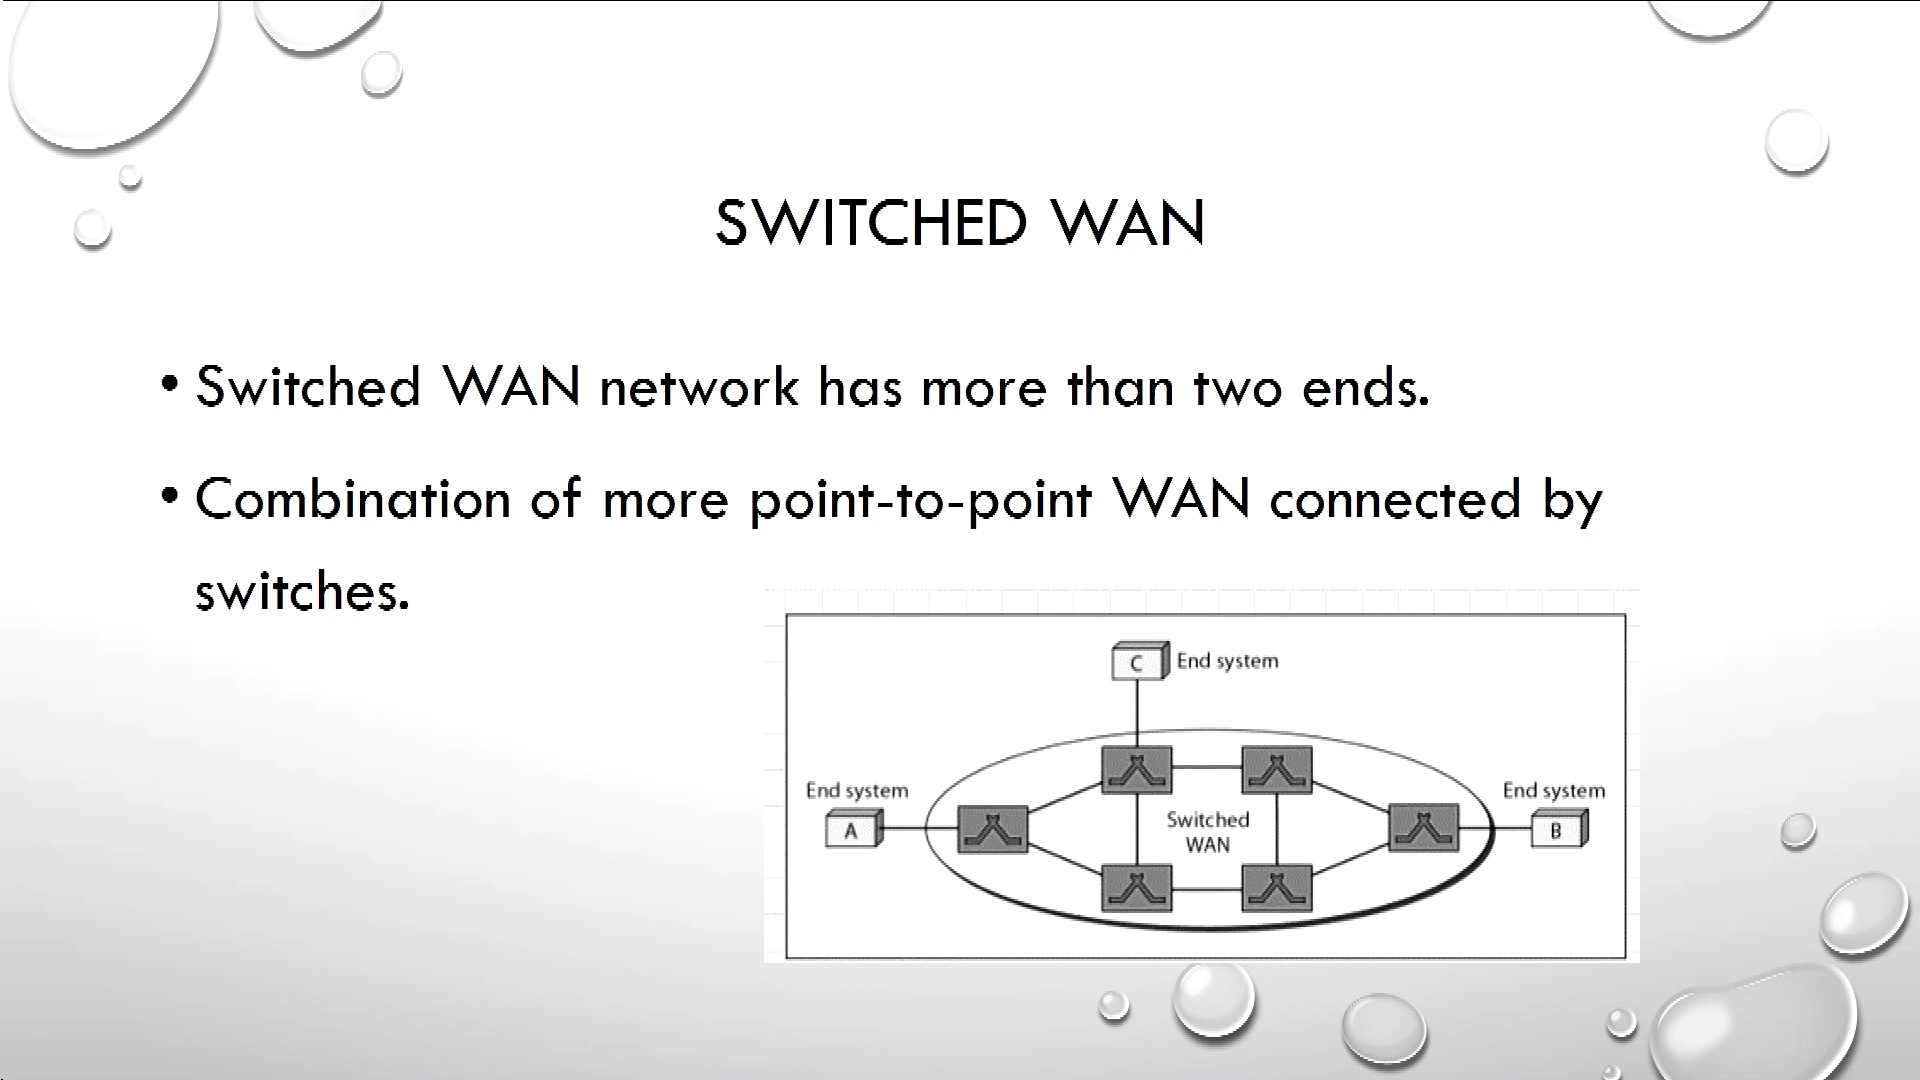 SWITCHED WAN
• Switched WAN network has more than two ends.
• Combination of more point-to-point WAN connected by
switches.
C End system
End system
A
Switched
WAN
End system
B